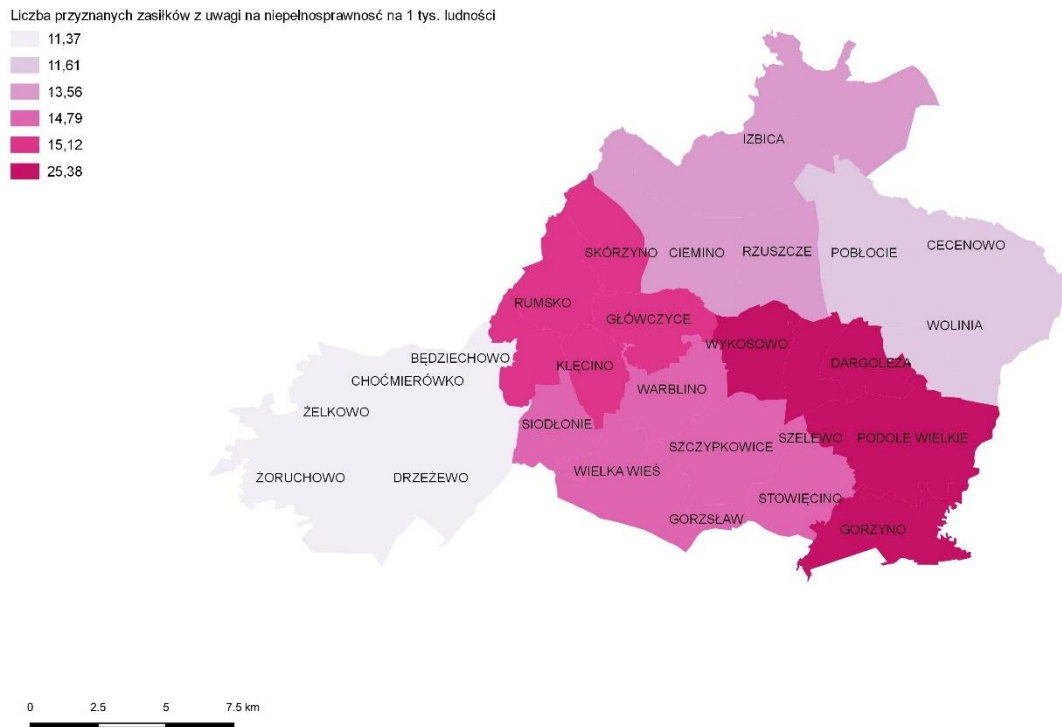 Liczba przyznanych zasiłków z uwagi na niepełnosprawność na 1 tys. ludności
11,37
11,61
13,56
14,79
15,12
25,38
IZBICA
SKÓRZYNO CIEMINO RZUSZCZE POBŁOCIE CECENOWO
RUMSKO
GŁÓWCZYCE
WOLINIA
WYKOSOWO
BĘDZIECHOWO
KLĘCINO
DARGOLEZA
CHOĆMIERÓWKO
WARBLINO
ŻELKOWO
SIODŁONIE
SZCZYPKOWICE SZELEWO PODOLE WIELKIE
WIELKA WIEŚ
ŻORUCHOWO DRZEŻEWO
STOWIĘCINO
GORZSŁAW
GORZYNO
0 2.5 5 7.5 km